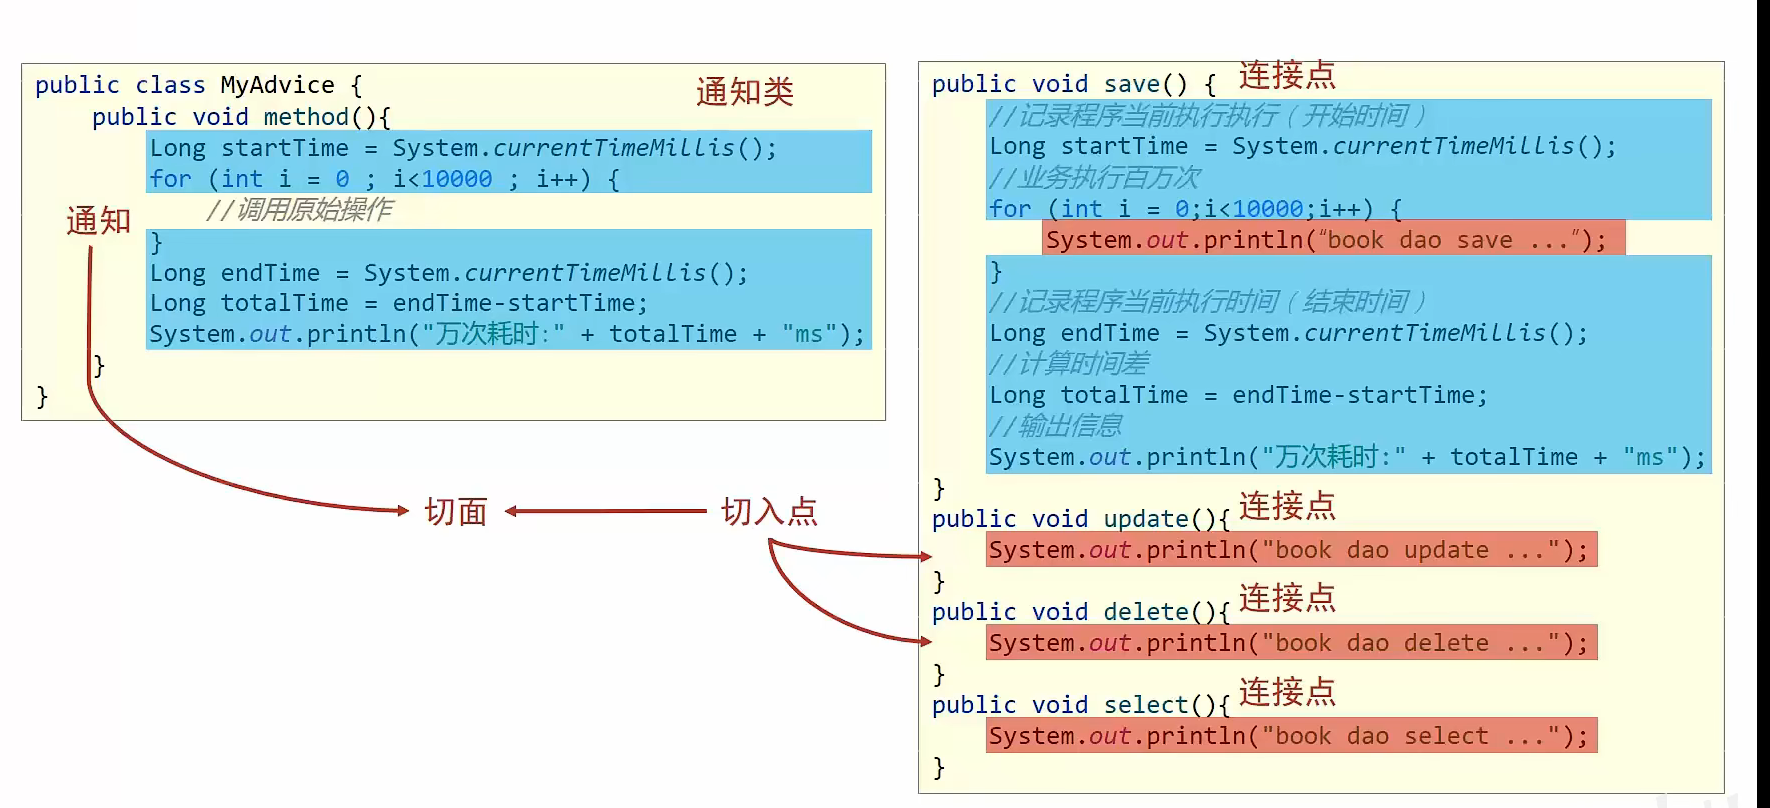 public class MyAdvice {
通知类
public void method(){
Long startTime = System.currentTimeMillis();
for (int i = 0 ; i<10000 ; i++) {
//调用原始操作
通知
}
Long endTime = System.currentTimeMillis();
Long totalTime = endTime-startTime;
System.out.println("万次耗时:" + totalTime + "ms");
}
}
切面
切入点
public void save() {
连接点
//记录程序当前执行执行（开始时间）
Long startTime = System.currentTimeMillis();
//业务执行百万次
for (int i = 0;i<10000;i++) {
System.out.println(“book dao save ...”);
}
//记录程序当前执行时间（结束时间）
Long endTime = System.currentTimeMillis();
//计算时间差
Long totalTime = endTime-startTime;
//输出信息
System.out.println("万次耗时:" + totalTime + "ms");
}
public void update(){
连接点
System.out.println("book dao update ...");
}
public void delete(){
连接点
System.out.println("book dao delete ...");
}
public void select(){
连接点
System.out.println("book dao select ...");
}